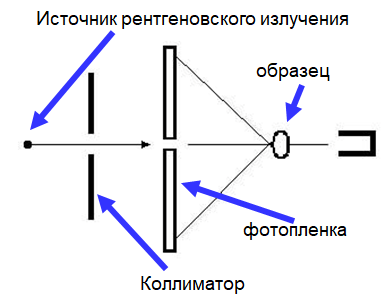 Источник рентгеновского излучения
образец
фотопленка
Коллиматор